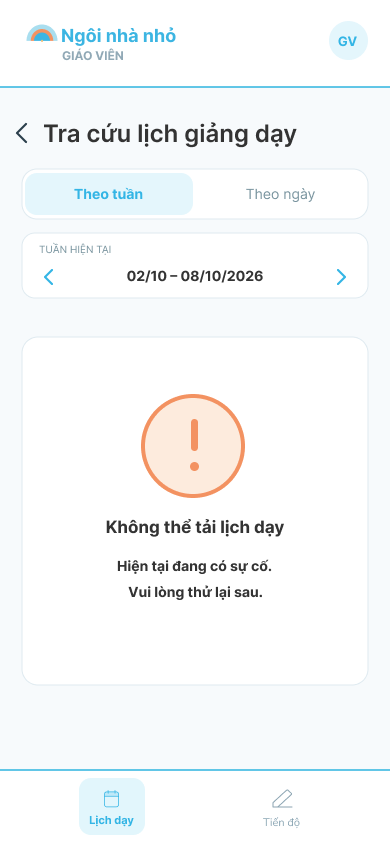 Ngôi nhà nhỏ
GIÁO VIÊN
GV
Tra cứu lịch giảng dạy
Theo tuần
Theo ngày
TUẦN HIỆN TẠI
02/10 – 08/10/2026
Không thể tải lịch dạy
Hiện tại đang có sự cố.
Vui lòng thử lại sau.
Lịch dạy
Tiến độ